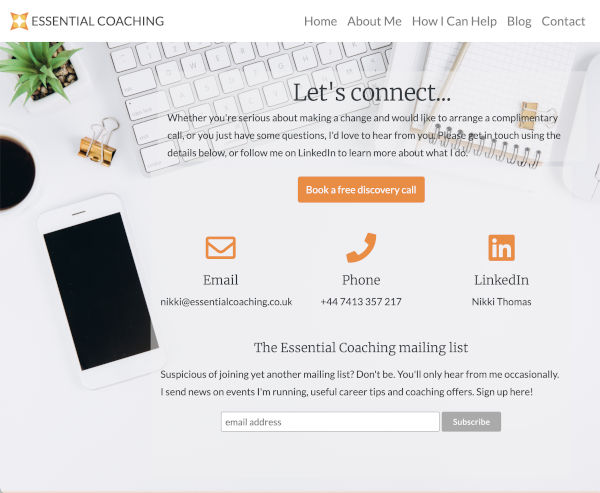 ESSENTIAL COACHING
Home About Me How I Can Help Blog Contact
Let's connect...
Whether you're serious about making a change and would like to arrange a complimentary
call, or you just have some questions, I'd love to hear from you. Please get in touch using the
details below, or follow me on LinkedIn to learn more about what I do.
Book a free discovery call
Email Phone LinkedIn
nikki@essentialcoaching.co.uk +44 7413 357 217 Nikki Thomas
The Essential Coaching mailing list
Suspicious of joining yet another mailing list? Don't be. You'll only hear from me occasionally.
I send news on events I'm running, useful career tips and coaching offers. Sign up here!
email address Subscribe